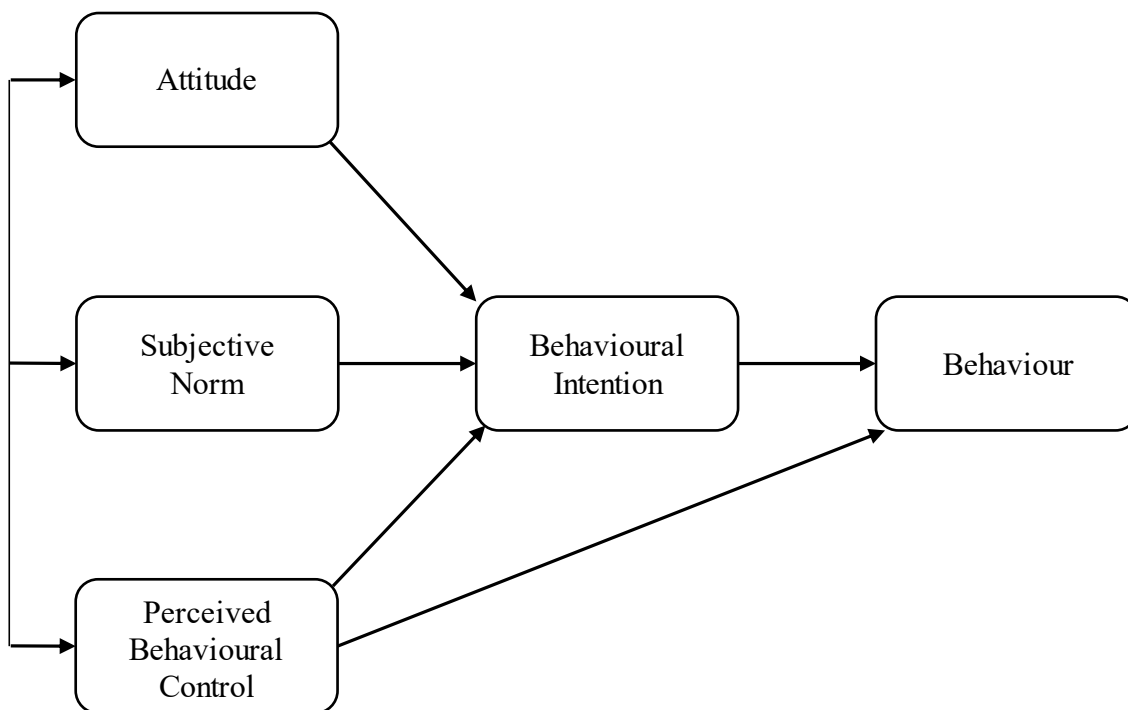 Attitude
Subjective
Norm
Behavioural
Intention
Behaviour
Perceived
Behavioural
Control